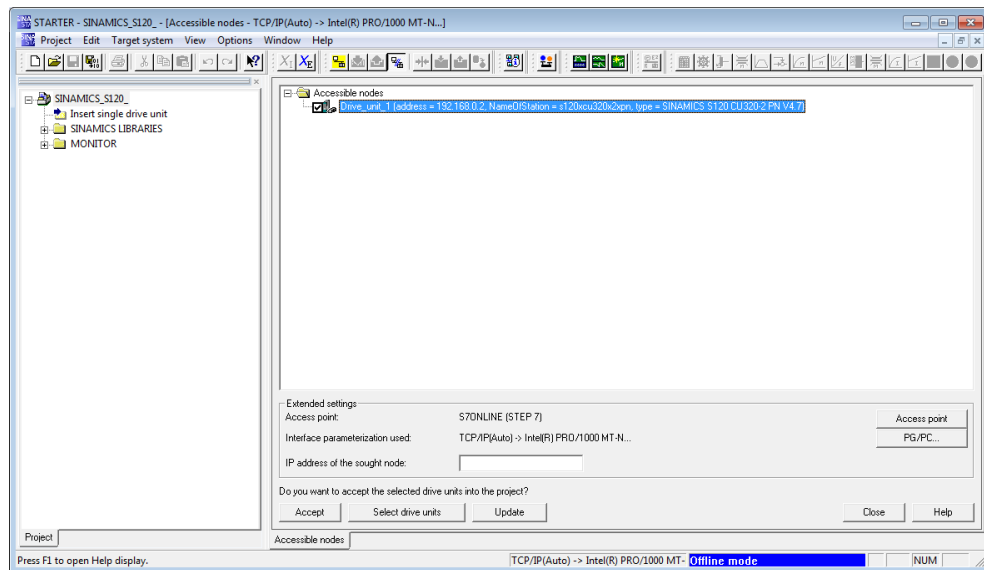 STARTER - SINAMICS_S120_ - [Accessible nodes - TCP/IP(Auto) -> Intel(R) PRO/1000 MT-N...]
Project Edit Target system View Options Window Help
SINAMICS_S120_
Insert single drive unit
SINAMICS LIBRARIES
MONITOR
Project
Accessible nodes
Drive_unit_1 (address = 192.168.0.2, NameOfStation = s120xcu320x2xpn, type = SINAMICS S120 CU320-2 PN V4.7)
Extended settings
Access point: S7ONLINE (STEP 7) Access point
Interface parameterization used: TCP/IP(Auto) -> Intel(R) PRO/1000 MT-N... PG/PC...
IP address of the sought node:
Do you want to accept the selected drive units into the project?
Accept Select drive units Update Close Help
Accessible nodes
Press F1 to open Help display. TCP/IP(Auto) -> Intel(R) PRO/1000 MT- Offline mode NUM